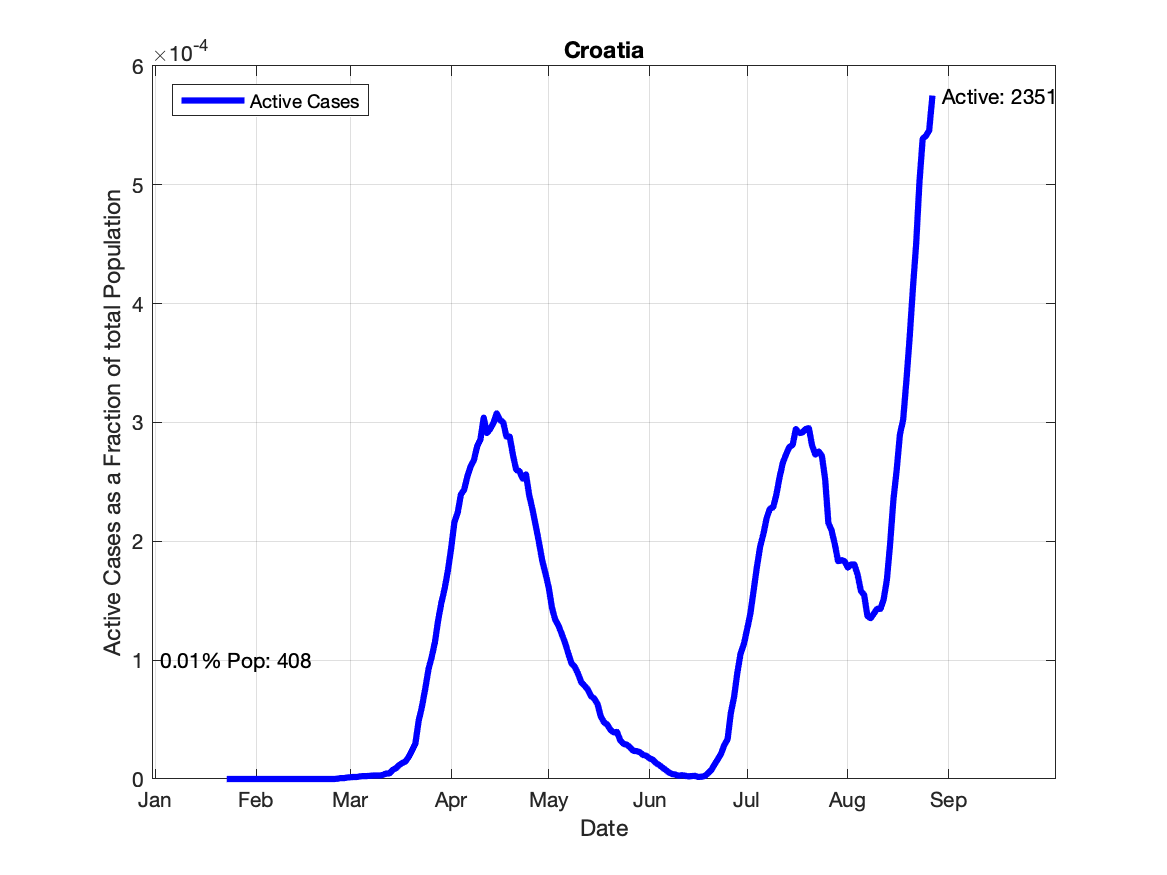 Croatia
×10-4
6
5
4
3
2
1
0
Active Cases
Active: 2351
0.01% Pop: 408
Active Cases as a Fraction of total Population
Jan Feb Mar Apr May Jun Jul Aug Sep
Date